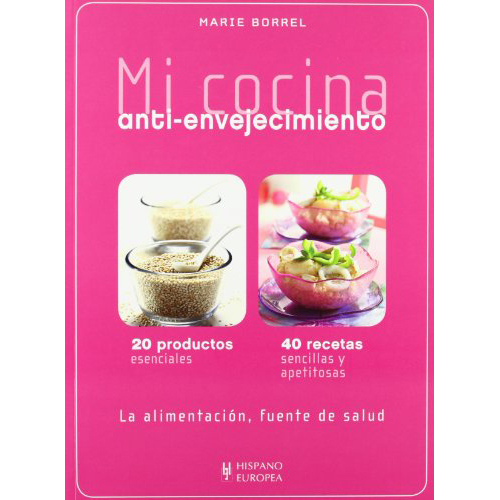 MARIE BORREL
Mi cocina
anti-envejecimiento
20 productos
esenciales
40 recetas
sencillas y
apetitosas
La alimentación, fuente de salud
HISPANO
EUROPEA